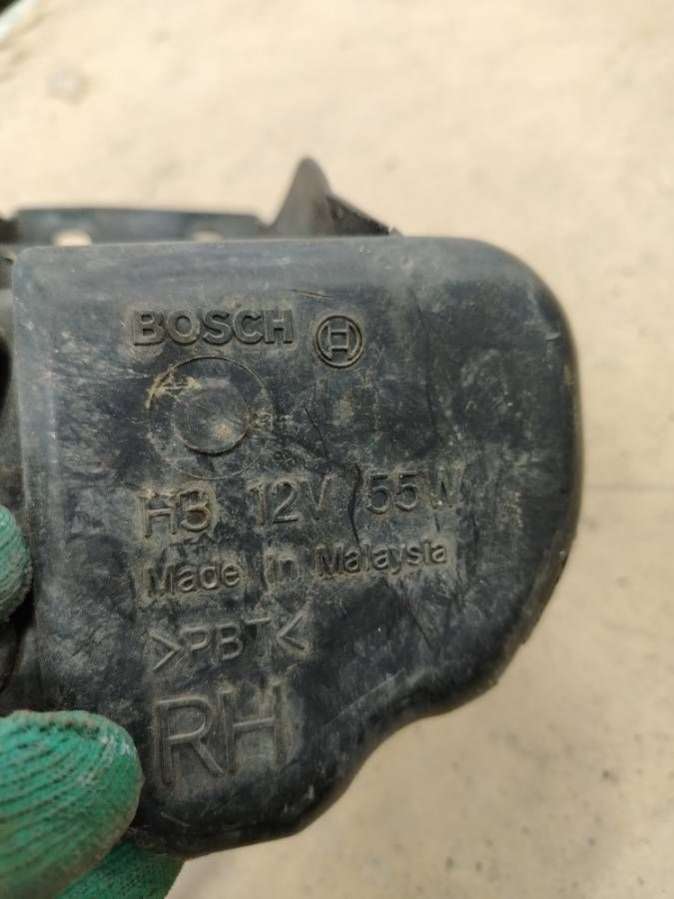 BOSCH
H3 12V 55W
Made in Malaysia
>PBT<
RH